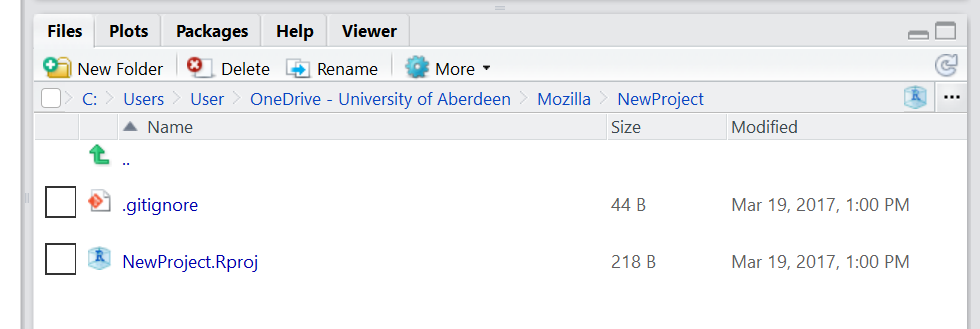 Files Plots Packages Help Viewer
New Folder Delete Rename More
C: Users User OneDrive - University of Aberdeen Mozilla NewProject ...
Name Size Modified
..
.gitignore 44 B Mar 19, 2017, 1:00 PM
NewProject.Rproj 218 B Mar 19, 2017, 1:00 PM